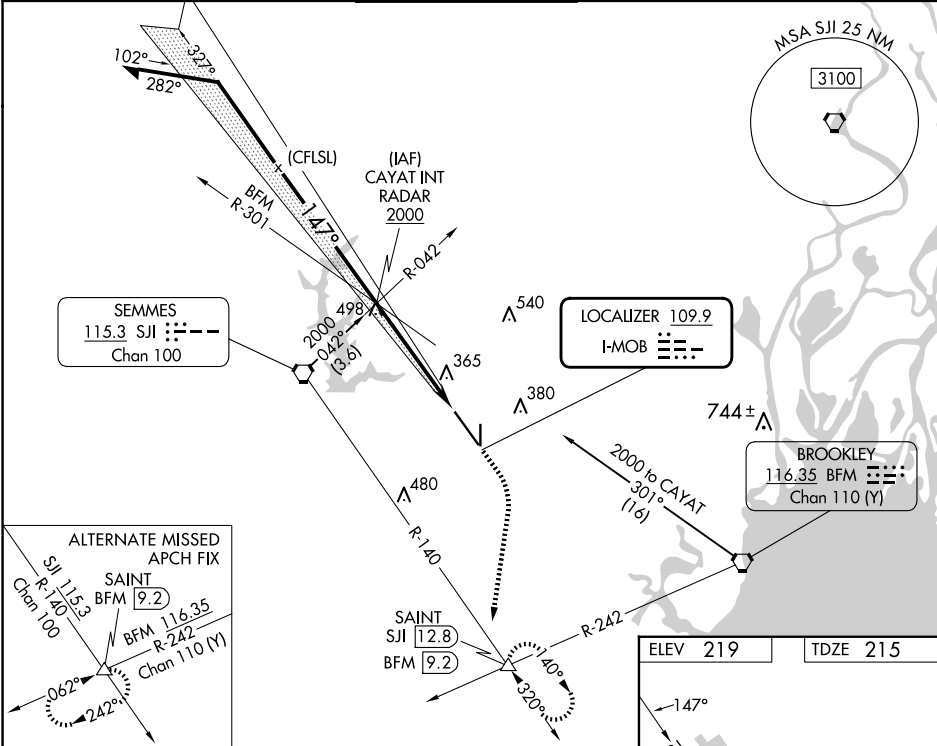 102°
282°
327°
(CFLSL)
(IAF)
CAYAT INT
RADAR
2000
BFM
R-301
147°
R-042
MSA SJI 25 NM
3100
SEMMES
115.3 SJI
Chan 100
2000
042°
(3.6)
498
540
365
380
LOCALIZER 109.9
I-MOB
744±
BROOKLEY
116.35 BFM
Chan 110 (Y)
2000 to CAYAT
301°
(16)
480
R-140
R-242
SAINT
SJI 12.8
BFM 9.2
140°
320°
ALTERNATE MISSED
APCH FIX
SJI 115.3
R-140
Chan 100
SAINT
BFM 9.2
BFM 116.35
R-242
Chan 110 (Y)
062°
242°
ELEV 219
TDZE 215
147°